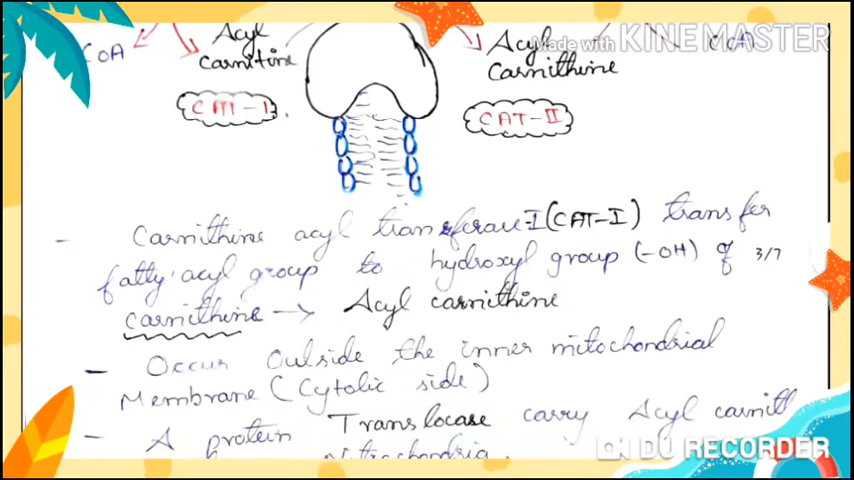 Acyl Acyl Made with KINEMASTER
COA carnitine carnithine COA
CAT-I CAT-II
- Carnithine acyl transferase-I (CAT-I) transfer
fatty acyl group to hydroxyl group (-OH) of 3/7
carnithine → Acyl carnithine
- Occur outside the inner mitochondrial
Membrane (Cytolic side)
- A protein Translocase carry Acyl carnith
DU RECORDER